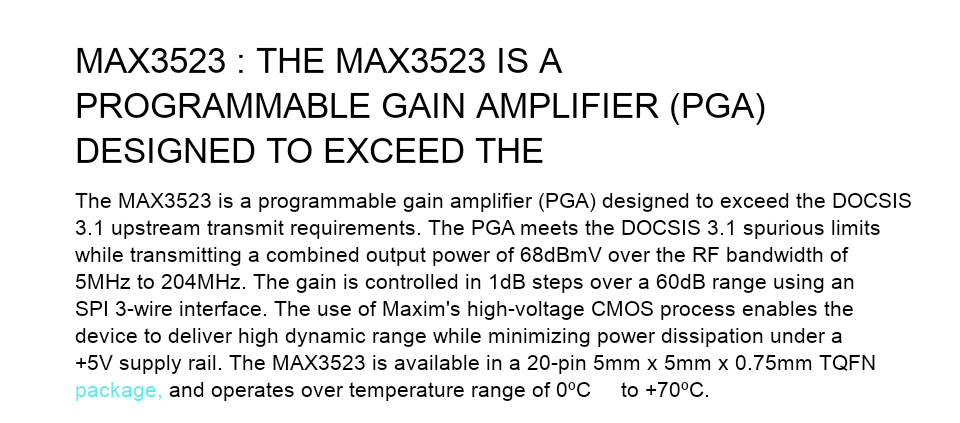 MAX3523 : THE MAX3523 IS A
PROGRAMMABLE GAIN AMPLIFIER (PGA)
DESIGNED TO EXCEED THE
The MAX3523 is a programmable gain amplifier (PGA) designed to exceed the DOCSIS
3.1 upstream transmit requirements. The PGA meets the DOCSIS 3.1 spurious limits
while transmitting a combined output power of 68dBmV over the RF bandwidth of
5MHz to 204MHz. The gain is controlled in 1dB steps over a 60dB range using an
SPI 3-wire interface. The use of Maxim's high-voltage CMOS process enables the
device to deliver high dynamic range while minimizing power dissipation under a
+5V supply rail. The MAX3523 is available in a 20-pin 5mm x 5mm x 0.75mm TQFN
package, and operates over temperature range of 0ºC to +70ºC.